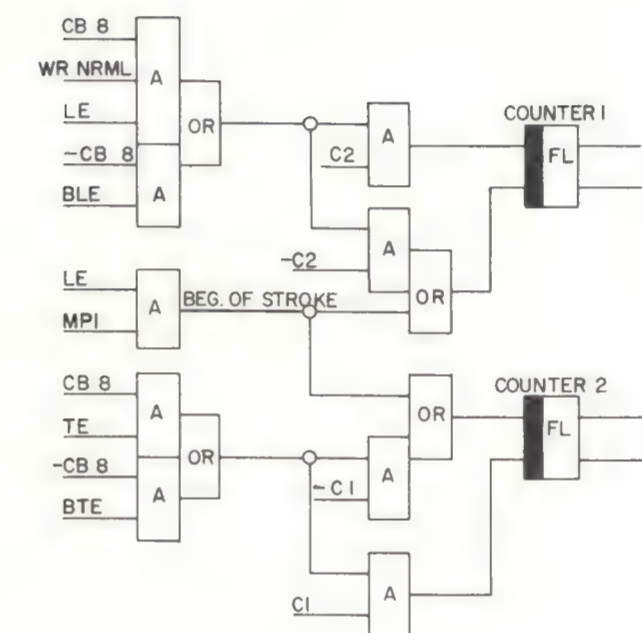 CB 8
WR NRML
A
LE
OR
COUNTER 1
-CB 8
BLE
A
A
C2
FL
A
-C2
OR
LE
MPI
A
BEG. OF STROKE
CB 8
TE
A
OR
-CB 8
BTE
A
OR
COUNTER 2
FL
A
-C1
A
C1